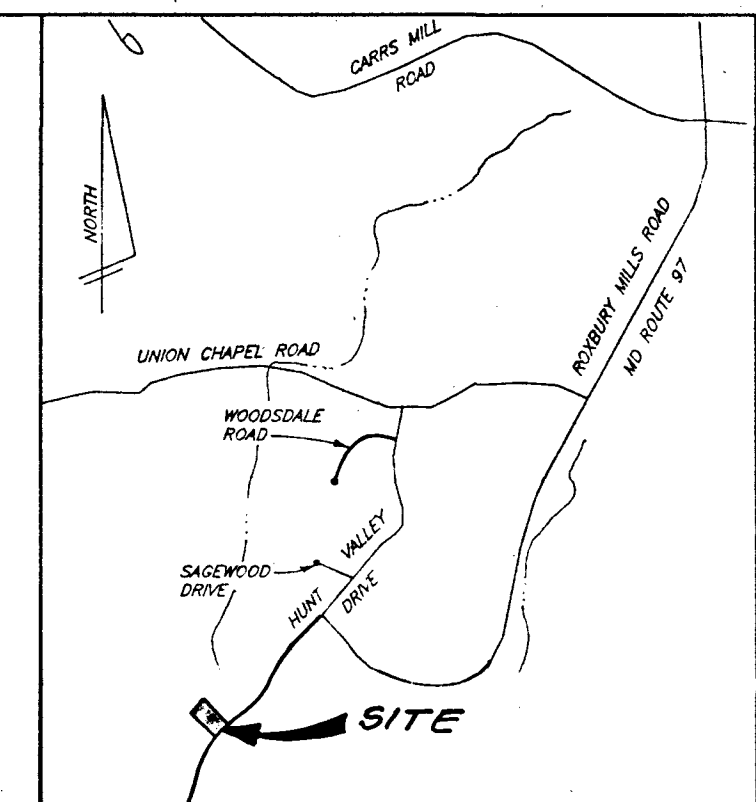 CARRS MILL
ROAD
NORTH
ROXBURY MILLS ROAD
MD ROUTE 97
UNION CHAPEL ROAD
WOODSDALE
ROAD
VALLEY
SAGEWOOD
DRIVE
HUNT
DRIVE
SITE